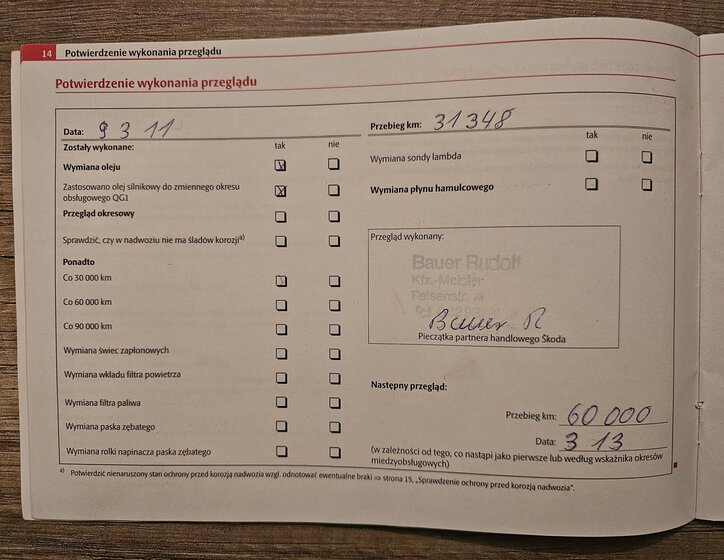 14 Potwierdzenie wykonania przeglądu
Potwierdzenie wykonania przeglądu
Data: 9 3 11
Zostały wykonane: tak nie
Wymiana oleju
Zastosowano olej silnikowy do zmiennego okresu
obsługowego QG1
Przegląd okresowy
Sprawdzić, czy w nadwoziu nie ma śladów korozji a)
Ponadto
Co 30 000 km
Co 60 000 km
Co 90 000 km
Wymiana świec zapłonowych
Wymiana wkładu filtra powietrza
Wymiana filtra paliwa
Wymiana paska zębatego
Wymiana rolki napinacza paska zębatego
Przebieg km: 31348
tak nie
Wymiana sondy lambda
Wymiana płynu hamulcowego
Przegląd wykonany:
Bauer Rudolf
Kfz.-Meister
Felsenstr.
Bauer R
Pieczątka partnera handlowego Škoda
Następny przegląd:
Przebieg km: 60 000
Data: 3 13
(w zależności od tego, co nastąpi jako pierwsze lub według wskaźnika okresów
międzyobsługowych)
a) Potwierdzić nienaruszony stan ochrony przed korozją nadwozia wzgl. odnotować ewentualne braki ⇒ strona 15, „Sprawdzenie ochrony przed korozją nadwozia".